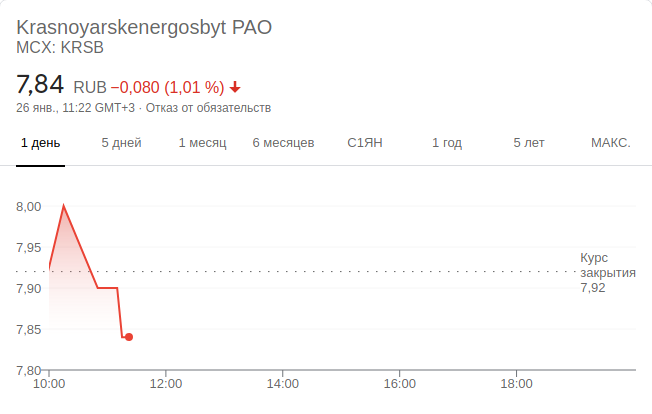 Krasnoyarskenergosbyt PAO
MCX: KRSB
7,84 RUB −0,080 (1,01 %)
26 янв., 11:22 GMT+3 · Отказ от обязательств
1 день 5 дней 1 месяц 6 месяцев С1ЯН 1 год 5 лет МАКС.
8,00
7,95
Курс
закрытия
7,92
7,90
7,85
7,80
10:00 12:00 14:00 16:00 18:00